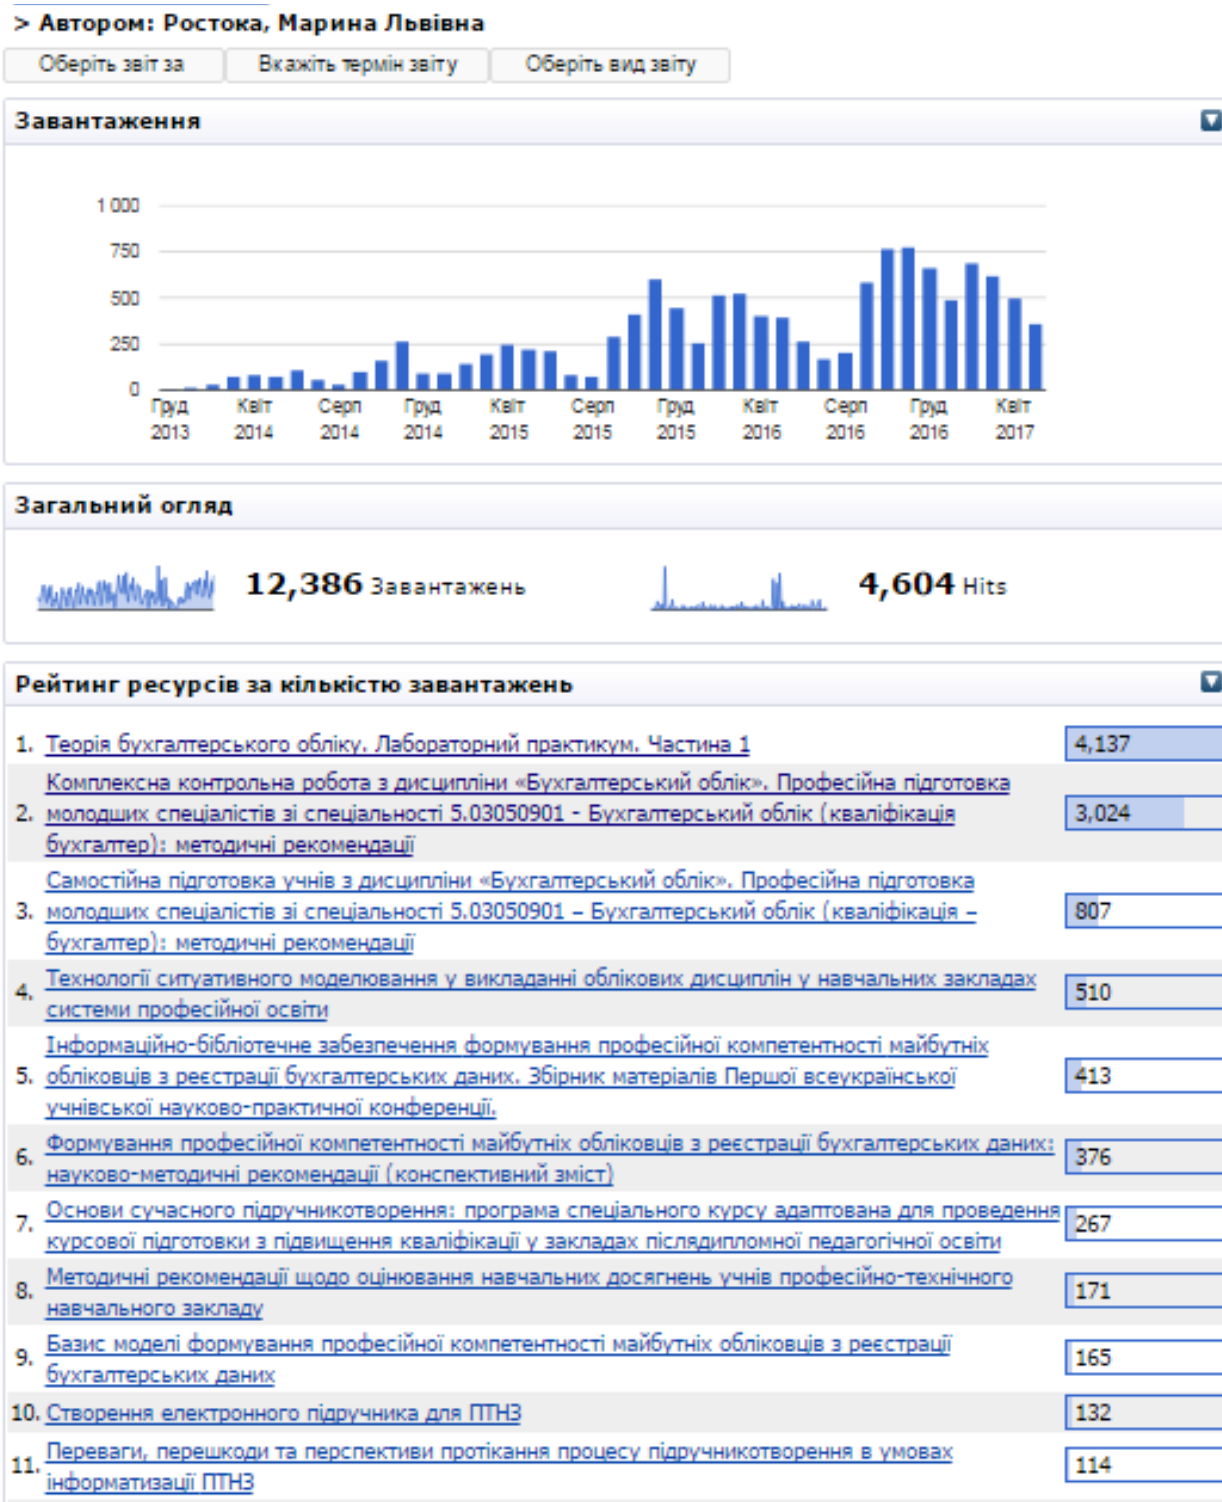 > Автором: Ростока, Марина Львівна
Оберіть звіт за
Вкажіть термін звіту
Оберіть вид звіту
Завантаження
1 000
750
500
250
0
Груд 2013
Квіт 2014
Серп 2014
Груд 2014
Квіт 2015
Серп 2015
Груд 2015
Квіт 2016
Серп 2016
Груд 2016
Квіт 2017
Загальний огляд
12,386 Завантажень
4,604 Hits
Рейтинг ресурсів за кількістю завантажень
1. Теорія бухгалтерського обліку. Лабораторний практикум. Частина 1
4,137
Комплексна контрольна робота з дисципліни «Бухгалтерський облік». Професійна підготовка
2. молодших спеціалістів зі спеціальності 5.03050901 - Бухгалтерський облік (кваліфікація
бухгалтер): методичні рекомендації
3,024
Самостійна підготовка учнів з дисципліни «Бухгалтерський облік». Професійна підготовка
3. молодших спеціалістів зі спеціальності 5.03050901 – Бухгалтерський облік (кваліфікація –
бухгалтер): методичні рекомендації
807
4. Технології ситуативного моделювання у викладанні облікових дисциплін у навчальних закладах
системи професійної освіти
510
Інформаційно-бібліотечне забезпечення формування професійної компетентності майбутніх
5. обліковців з реєстрації бухгалтерських даних. Збірник матеріалів Першої всеукраїнської
учнівської науково-практичної конференції.
413
6. Формування професійної компетентності майбутніх обліковців з реєстрації бухгалтерських даних:
науково-методичні рекомендації (конспективний зміст)
376
7. Основи сучасного підручникотворення: програма спеціального курсу адаптована для проведення
курсової підготовки з підвищення кваліфікації у закладах післядипломної педагогічної освіти
267
8. Методичні рекомендації щодо оцінювання навчальних досягнень учнів професійно-технічного
навчального закладу
171
9. Базис моделі формування професійної компетентності майбутніх обліковців з реєстрації
бухгалтерських даних
165
10. Створення електронного підручника для ПТНЗ
132
11. Переваги, перешкоди та перспективи протікання процесу підручникотворення в умовах
інформатизації ПТНЗ
114